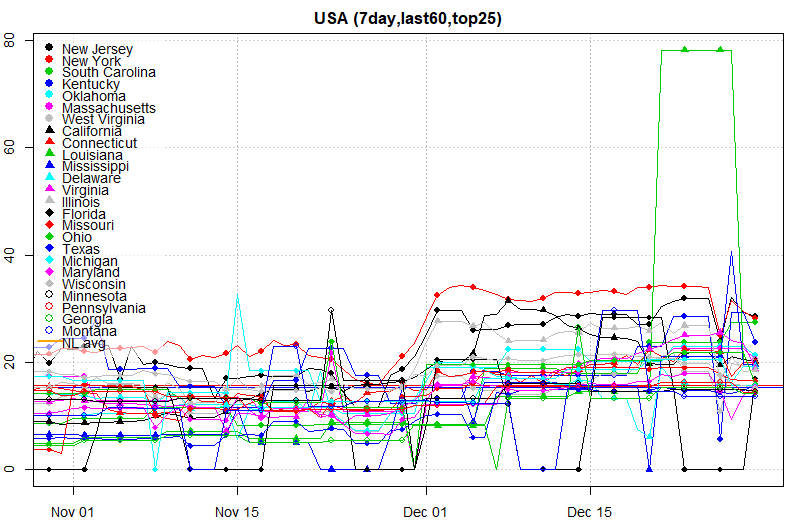 USA (7day,last60,top25)
80
60
40
20
0
New Jersey
New York
South Carolina
Kentucky
Oklahoma
Massachusetts
West Virginia
California
Connecticut
Louisiana
Mississippi
Delaware
Virginia
Illinois
Florida
Missouri
Ohio
Texas
Michigan
Maryland
Wisconsin
Minnesota
Pennsylvania
Georgia
Montana
NL avg
Nov 01
Nov 15
Dec 01
Dec 15